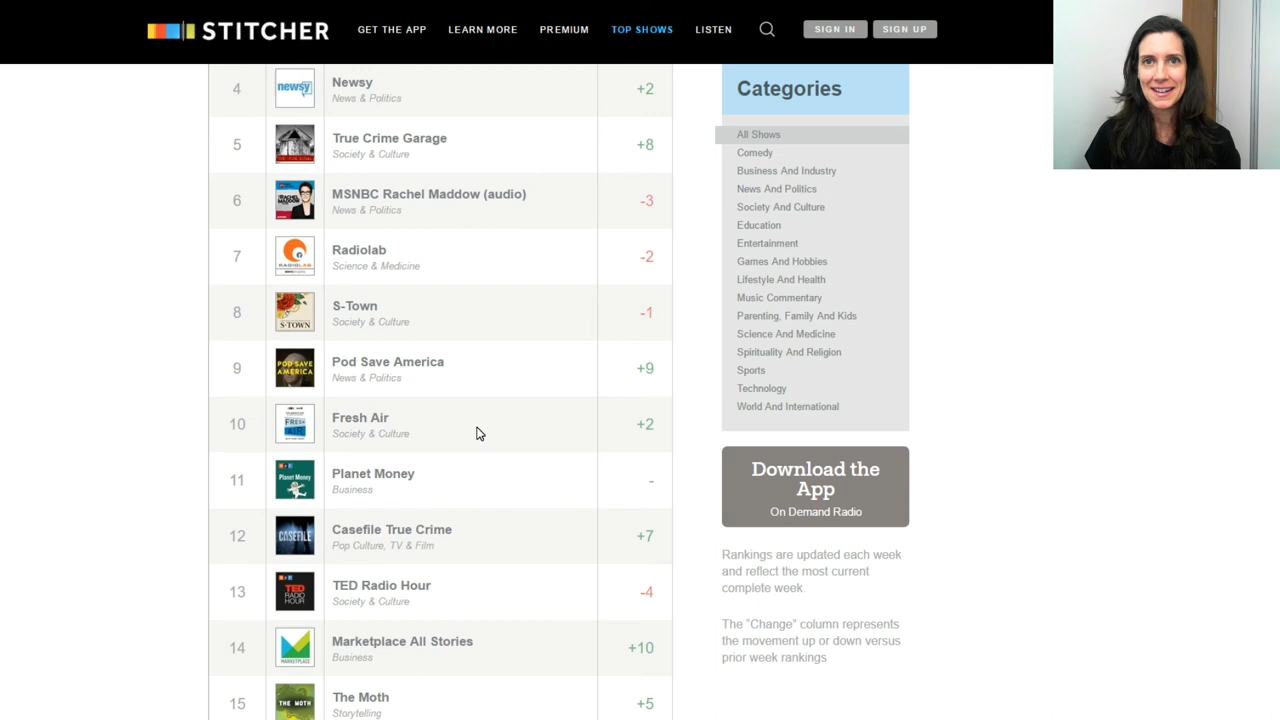 STITCHER
GET THE APP
LEARN MORE
PREMIUM
TOP SHOWS
LISTEN
SIGN IN
SIGN UP
4
newsy
Newsy
News & Politics
+2
5
True Crime Garage
Society & Culture
+8
6
MSNBC Rachel Maddow (audio)
News & Politics
-3
7
RADIOLAB
Radiolab
Science & Medicine
-2
8
S-TOWN
S-Town
Society & Culture
-1
9
POD SAVE
AMERICA
Pod Save America
News & Politics
+9
10
FRESH
AIR
Fresh Air
Society & Culture
+2
11
Planet Money
Planet Money
Business
-
12
CASEFILE
Casefile True Crime
Pop Culture, TV & Film
+7
13
TED
RADIO
HOUR
TED Radio Hour
Society & Culture
-4
14
MARKETPLACE
Marketplace All Stories
Business
+10
15
THE MOTH
The Moth
Storytelling
+5
Categories
All Shows
Comedy
Business And Industry
News And Politics
Society And Culture
Education
Entertainment
Games And Hobbies
Lifestyle And Health
Music Commentary
Parenting, Family And Kids
Science And Medicine
Spirituality And Religion
Sports
Technology
World And International
Download the
App
On Demand Radio
Rankings are updated each week
and reflect the most current
complete week.
The "Change" column represents
the movement up or down versus
prior week rankings